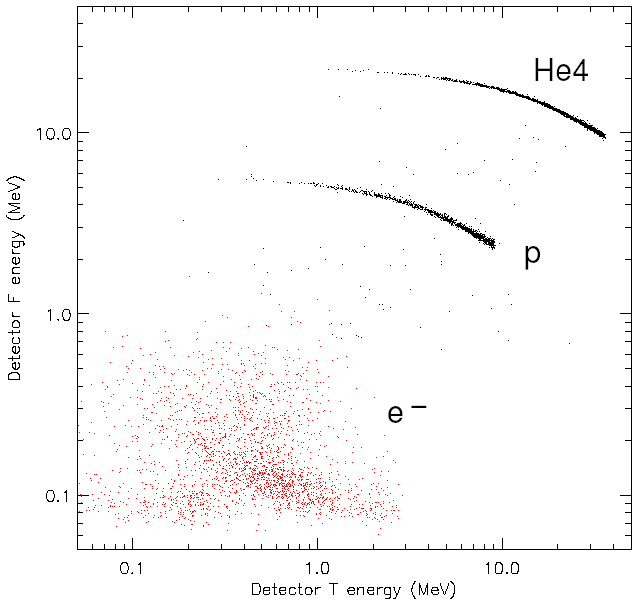 He4
10.0
p
1.0
e−
0.1
Detector F energy (MeV)
0.1 1.0 10.0
Detector T energy (MeV)